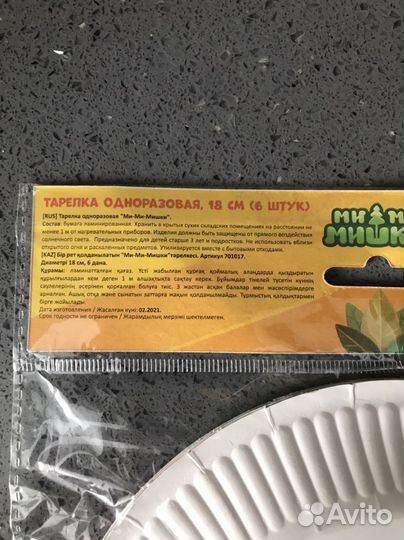 ТАРЕЛКА ОДНОРАЗОВАЯ, 18 СМ (6 ШТУК)
[RUS] Тарелка одноразовая "Ми-Ми-Мишки".
Состав: бумага ламинированная. Хранить в крытых сухих складских помещениях на расстоянии не
менее 1 м от нагревательных приборов. Изделия должны быть защищены от прямого воздействия
солнечного света. Предназначено для детей старше 3 лет и подростков. Не использовать вблизи
открытого огня и раскаленных предметов. Утилизируется вместе с бытовыми отходами.
[KAZ] Бір рет қолданылатын "Ми-Ми-Мишки" тәрелкесі. Артикул 701017.
Диаметрі 18 см, 6 дана.
Құрамы: ламинатталған қағаз. Үсті жабылған құрғақ қоймалық алаңдарда қыздыратын
құрылғылардан кем дегенде 1 м алшақтықта сақтау керек. Бұйымдар тікелей түсетін күннің
сәулелерінің әсерінен қорғалған болуға тиіс. 3 жастан асқан балалар мен жасөспірімдерге
арналған. Ашық отқа және сынатын заттарға жақын қолданылмайды. Тұрмыстық қалдықтармен
бірге жойылады.
Дата изготовления / Жасалған күні: 02.2021.
Срок годности не ограничен / Жарамдылық мерзімі шектелмеген.
МИ МИ
МИШКИ
Avito